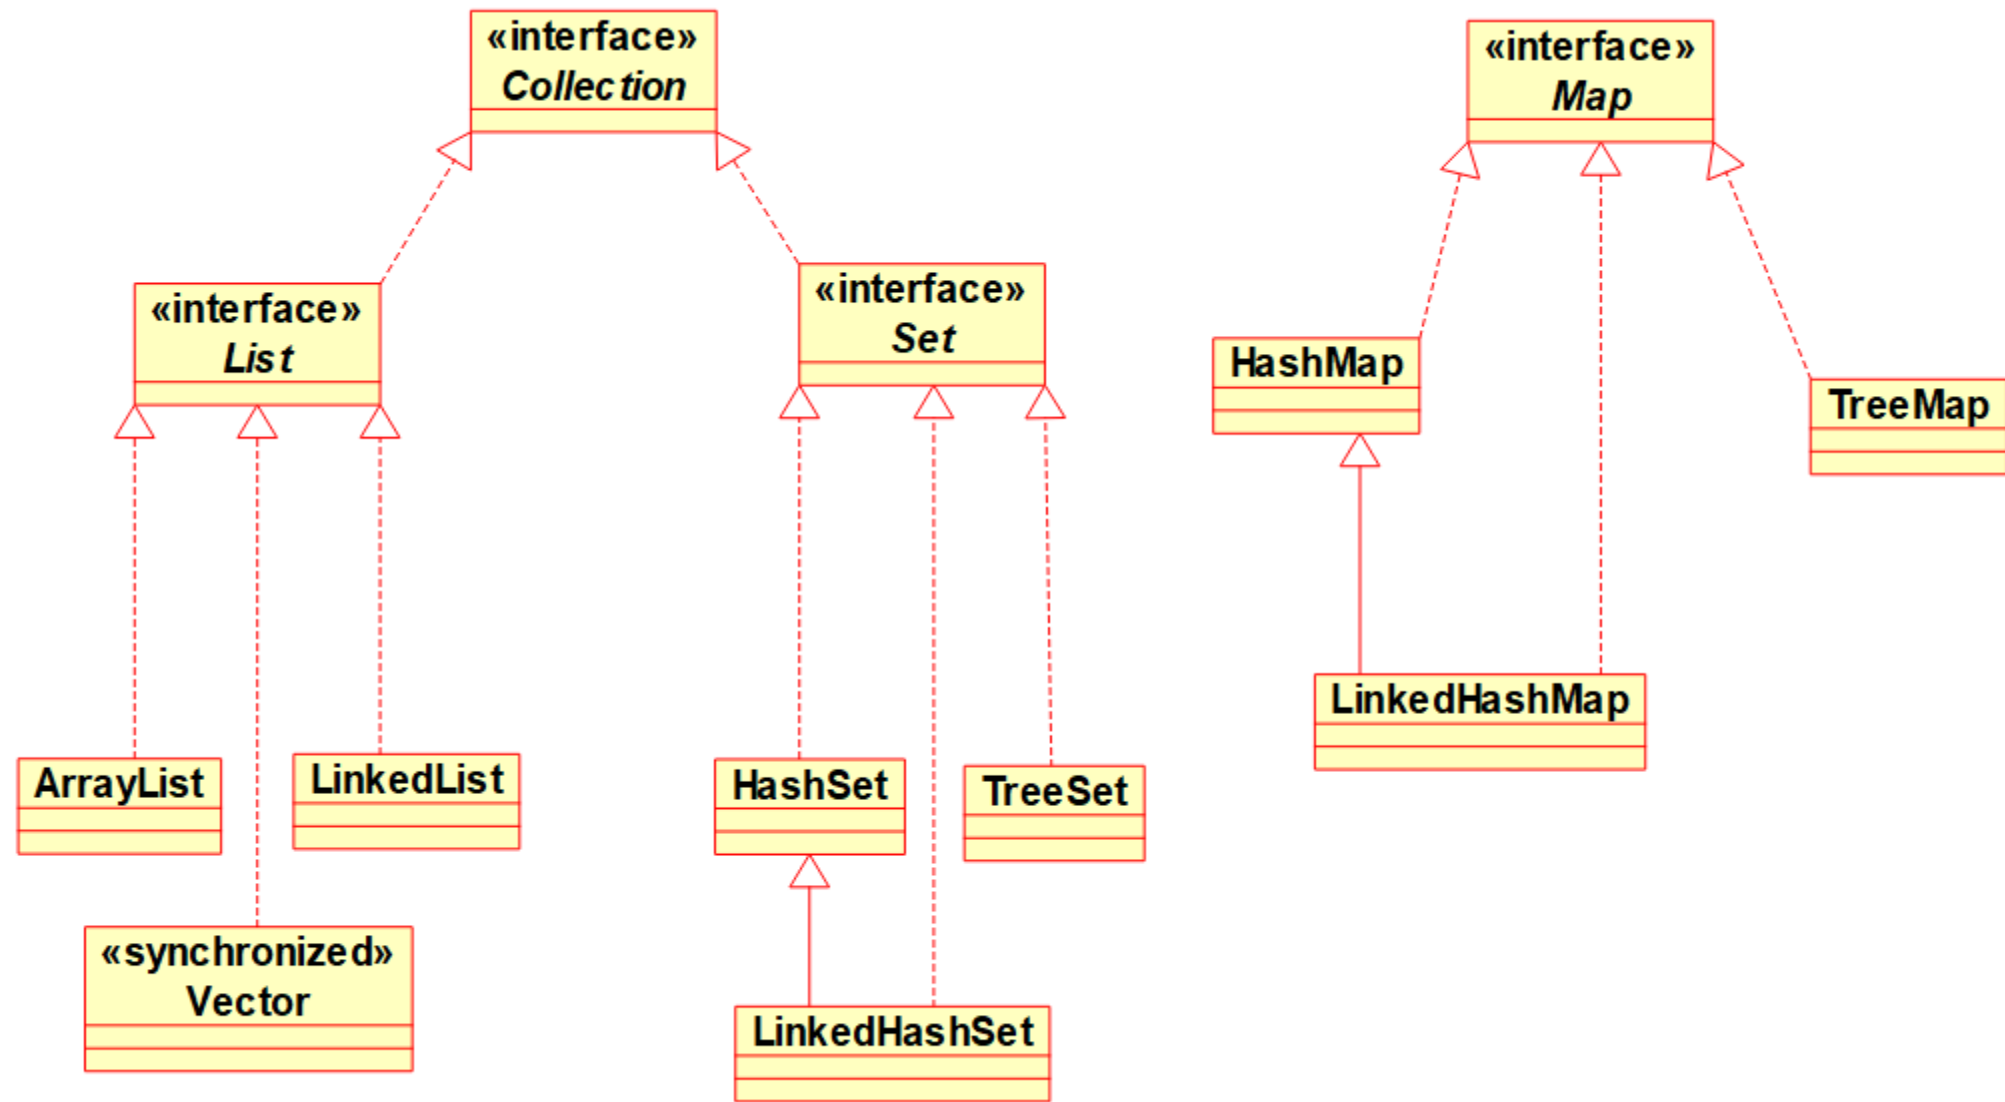 «interface»
Collection
«interface»
Map
«interface»
List
«interface»
Set
HashMap
TreeMap
LinkedHashMap
ArrayList
LinkedList
HashSet
TreeSet
«synchronized»
Vector
LinkedHashSet